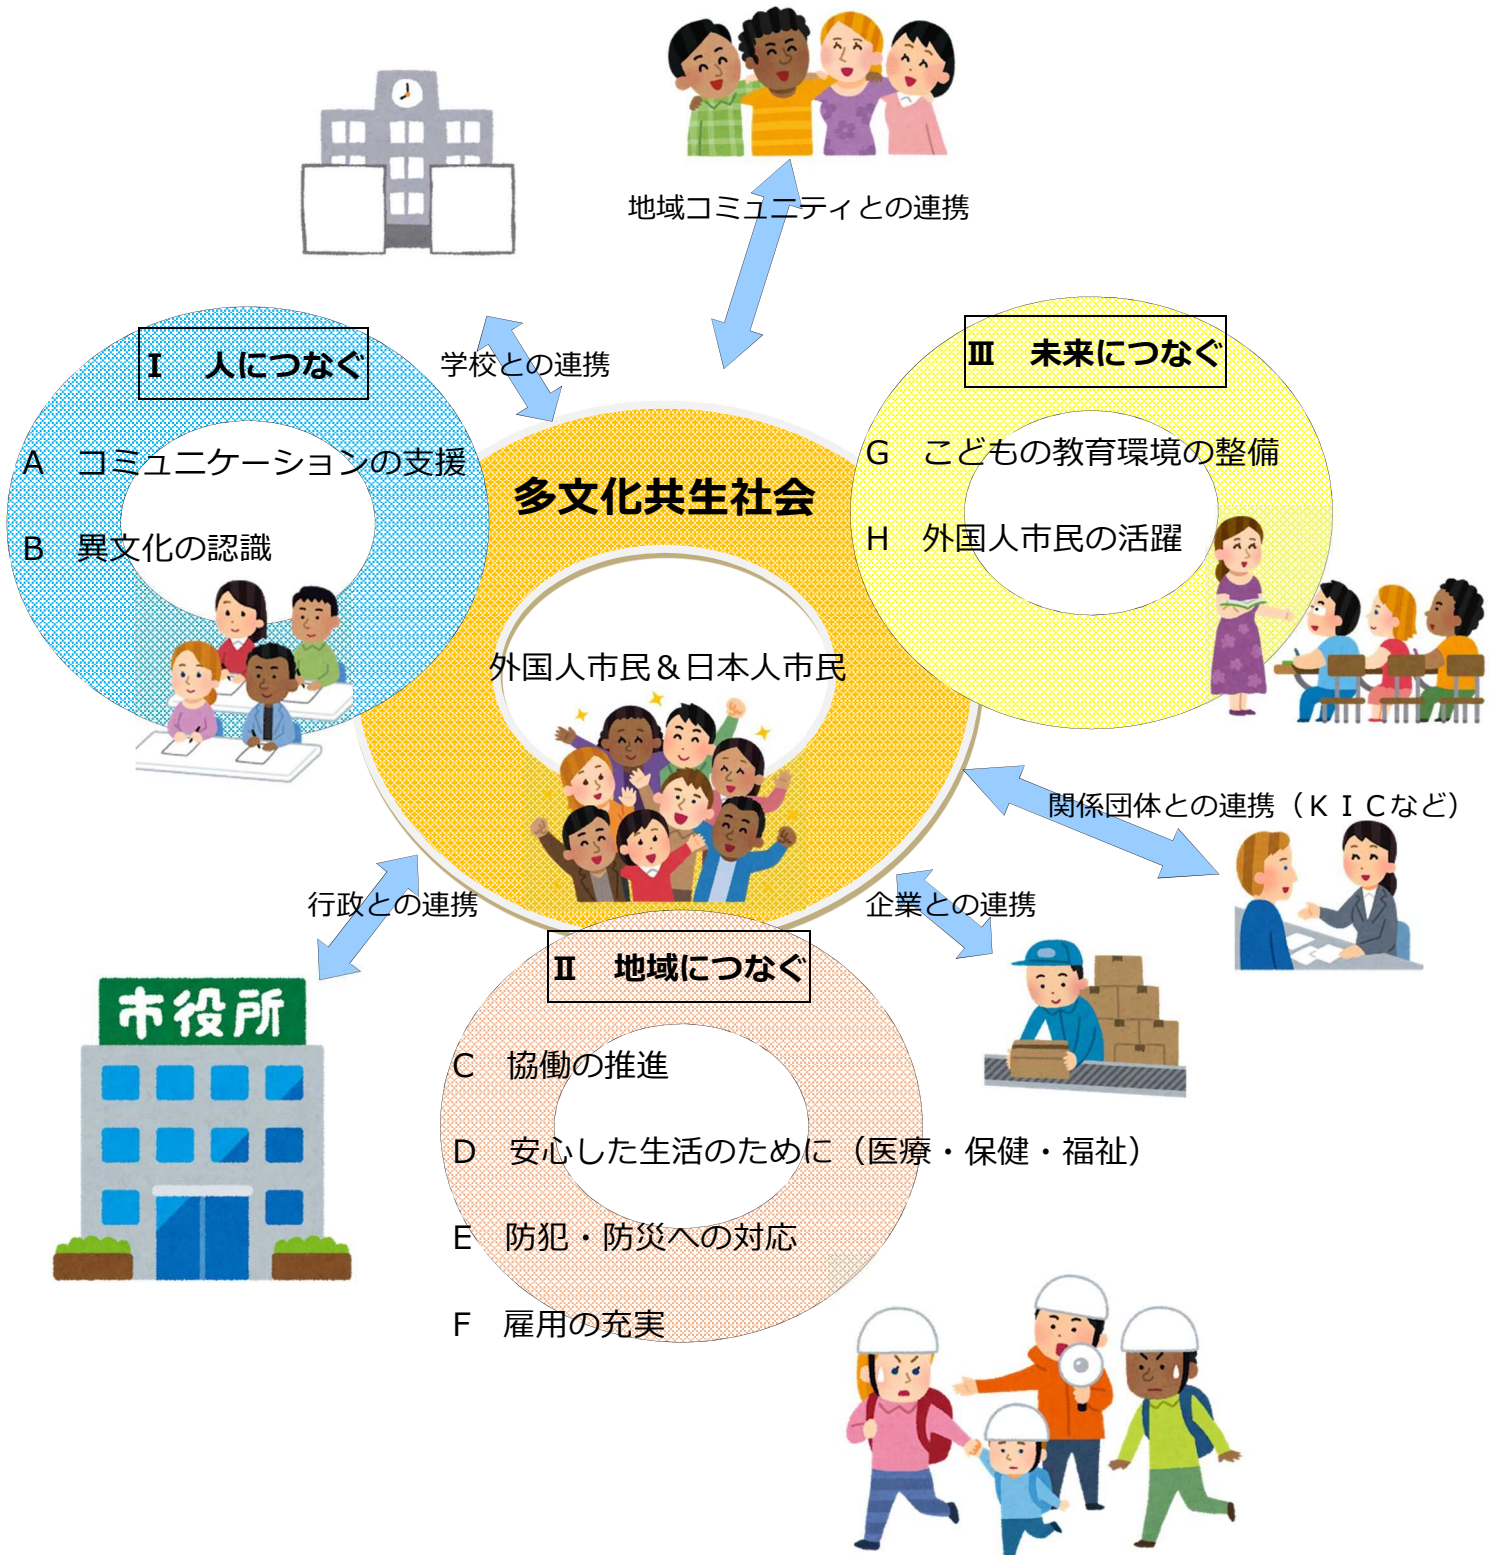 地域コミュニティとの連携
学校との連携
Ⅰ　人につなぐ
A　コミュニケーションの支援
B　異文化の認識
Ⅲ　未来につなぐ
G　こどもの教育環境の整備
H　外国人市民の活躍
多文化共生社会
外国人市民＆日本人市民
関係団体との連携（ＫＩＣなど）
行政との連携
企業との連携
市役所
Ⅱ　地域につなぐ
C　協働の推進
D　安心した生活のために（医療・保健・福祉）
E　防犯・防災への対応
F　雇用の充実